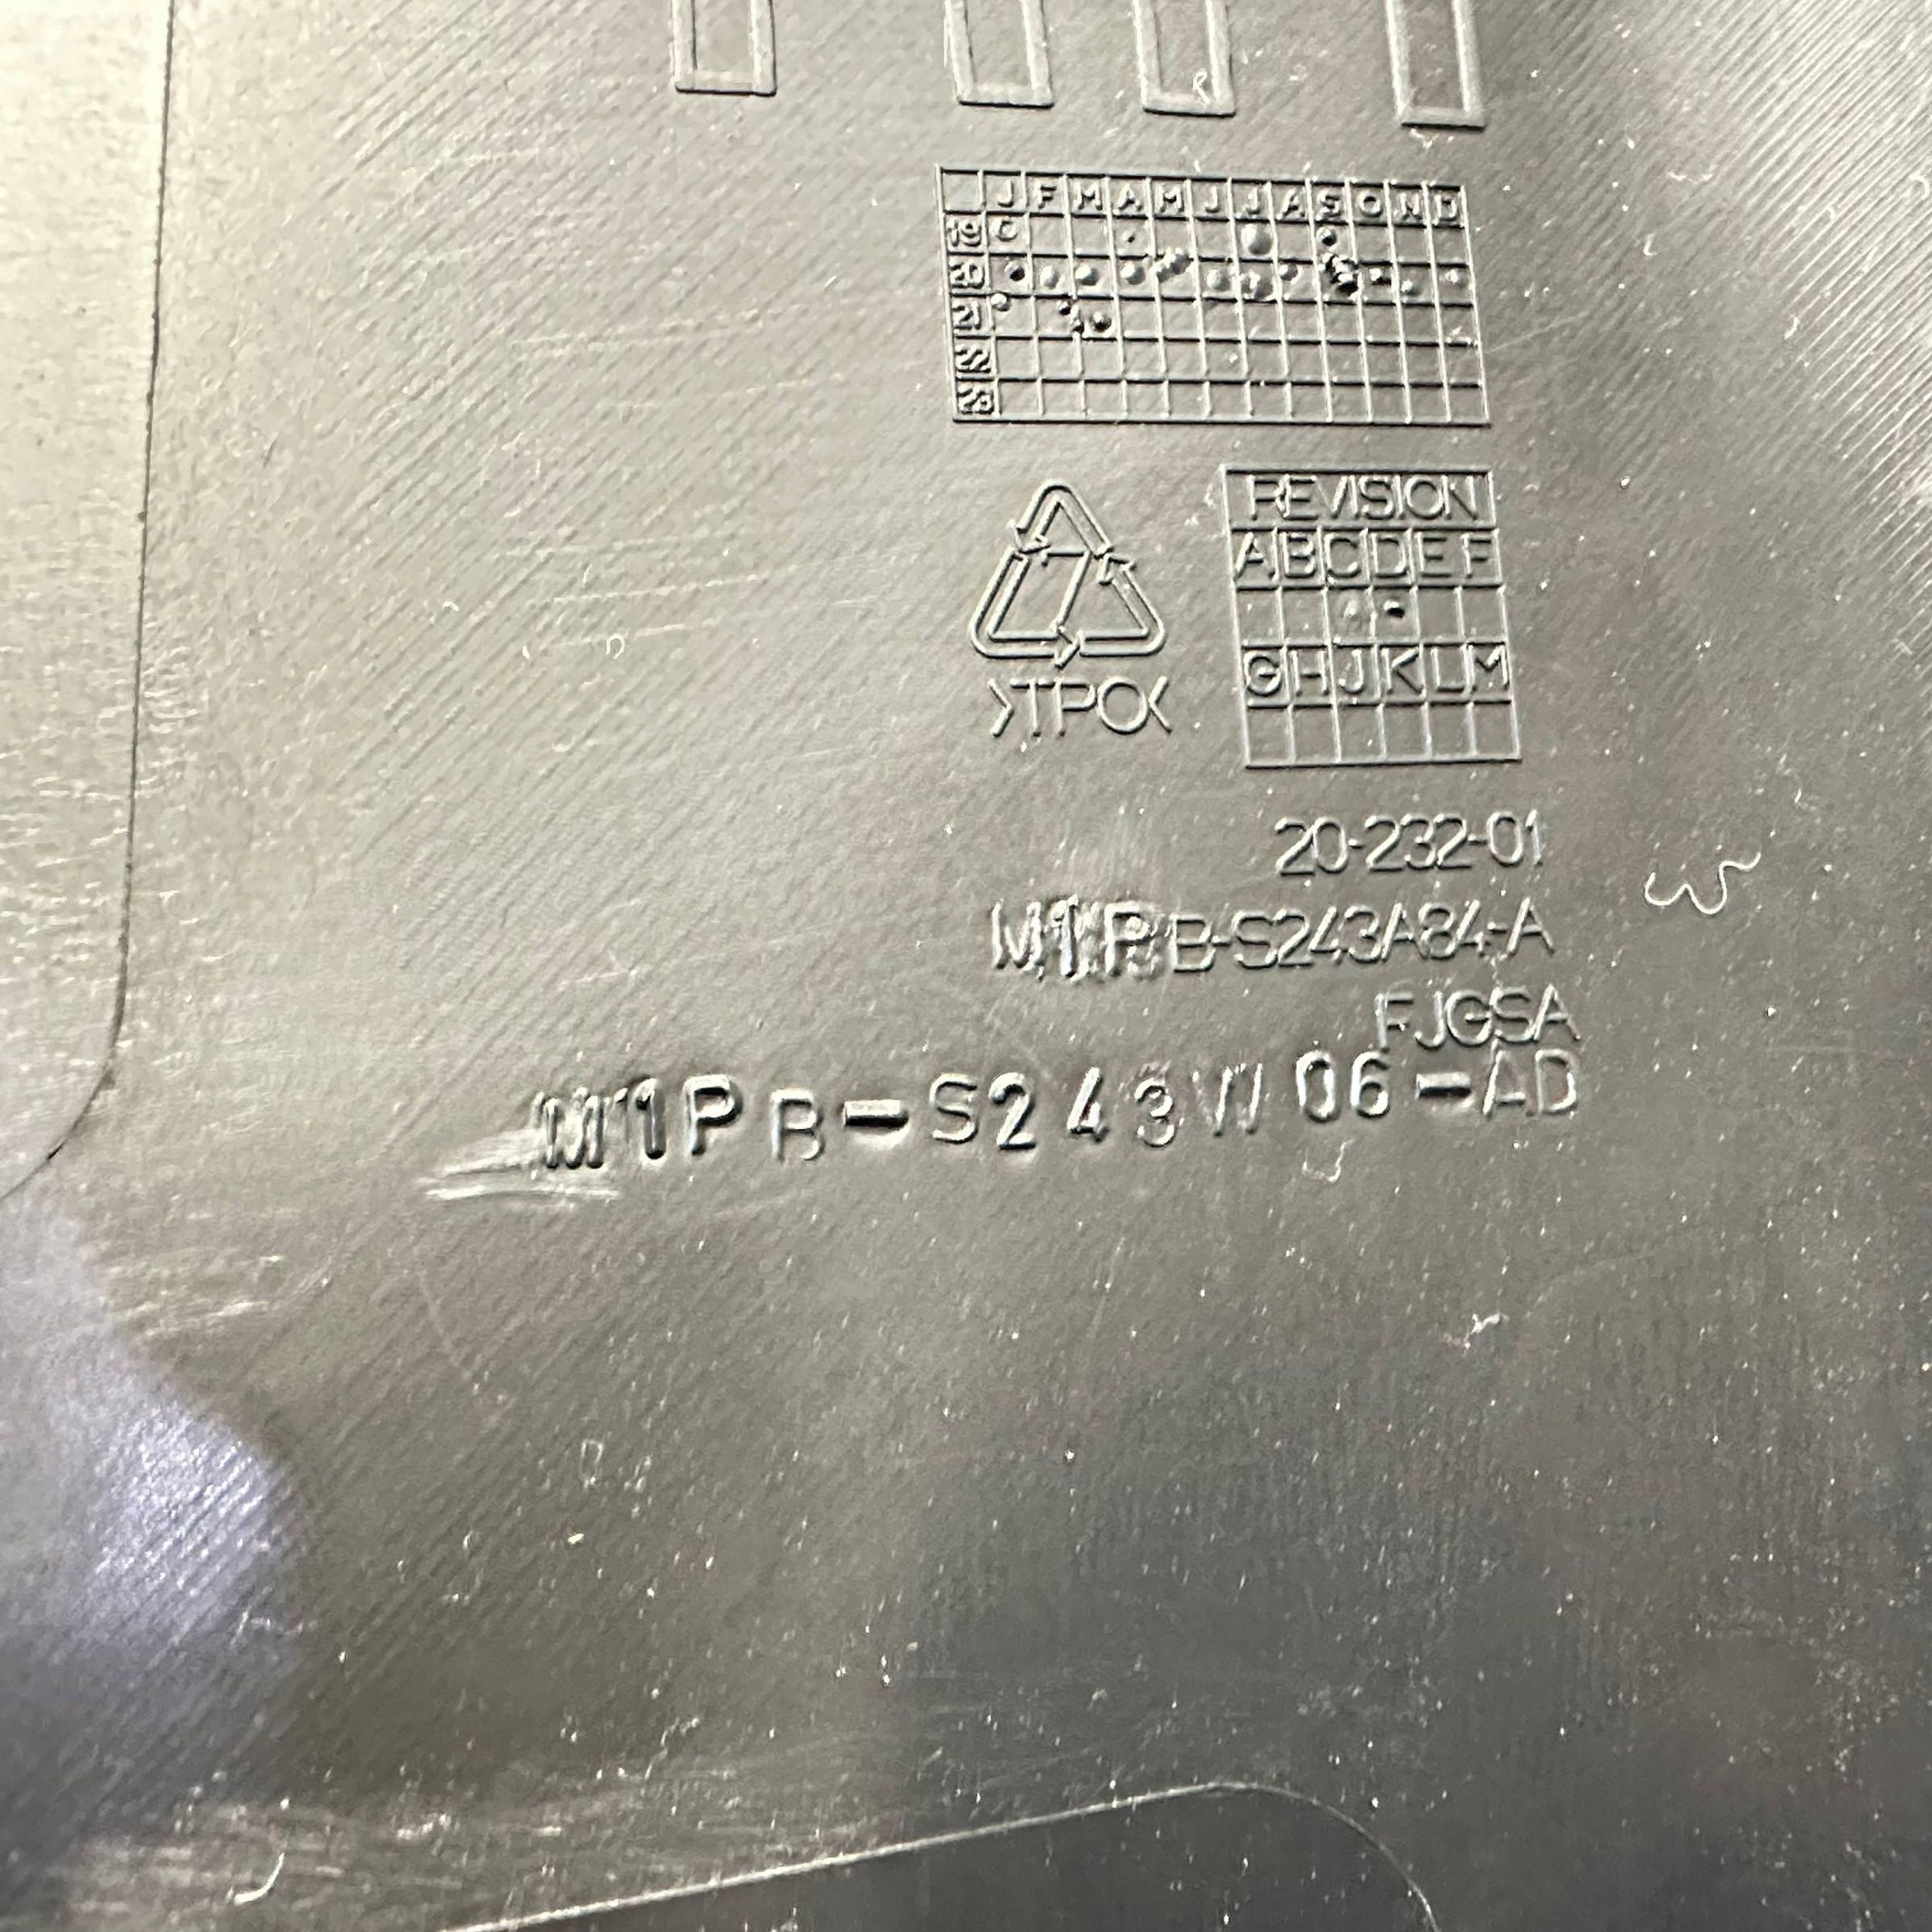 J F M A M J J A S O N D
19
20
21
22
23
7
>TPO<
REVISION
A B C D E F
G H J K L M
20-232-01
M1PB-S243A84-A
FJGSA
M1PB-S243W06-AD